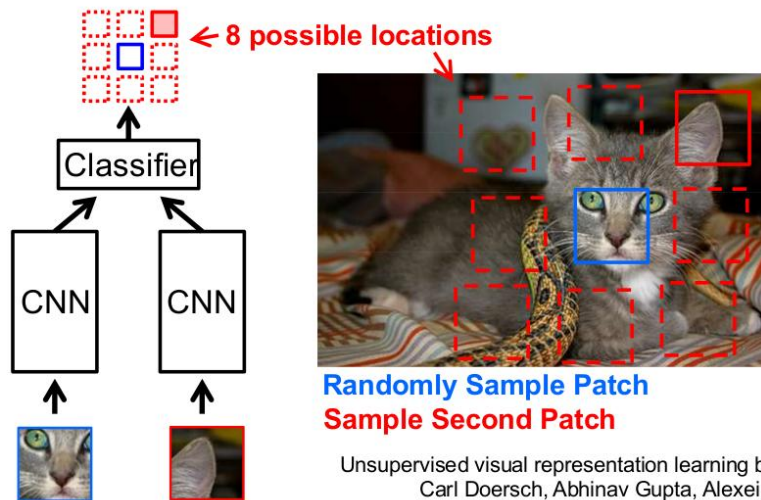 8 possible locations
Classifier
CNN
CNN
Randomly Sample Patch
Sample Second Patch
Unsupervised visual representation learning b
Carl Doersch, Abhinav Gupta, Alexei